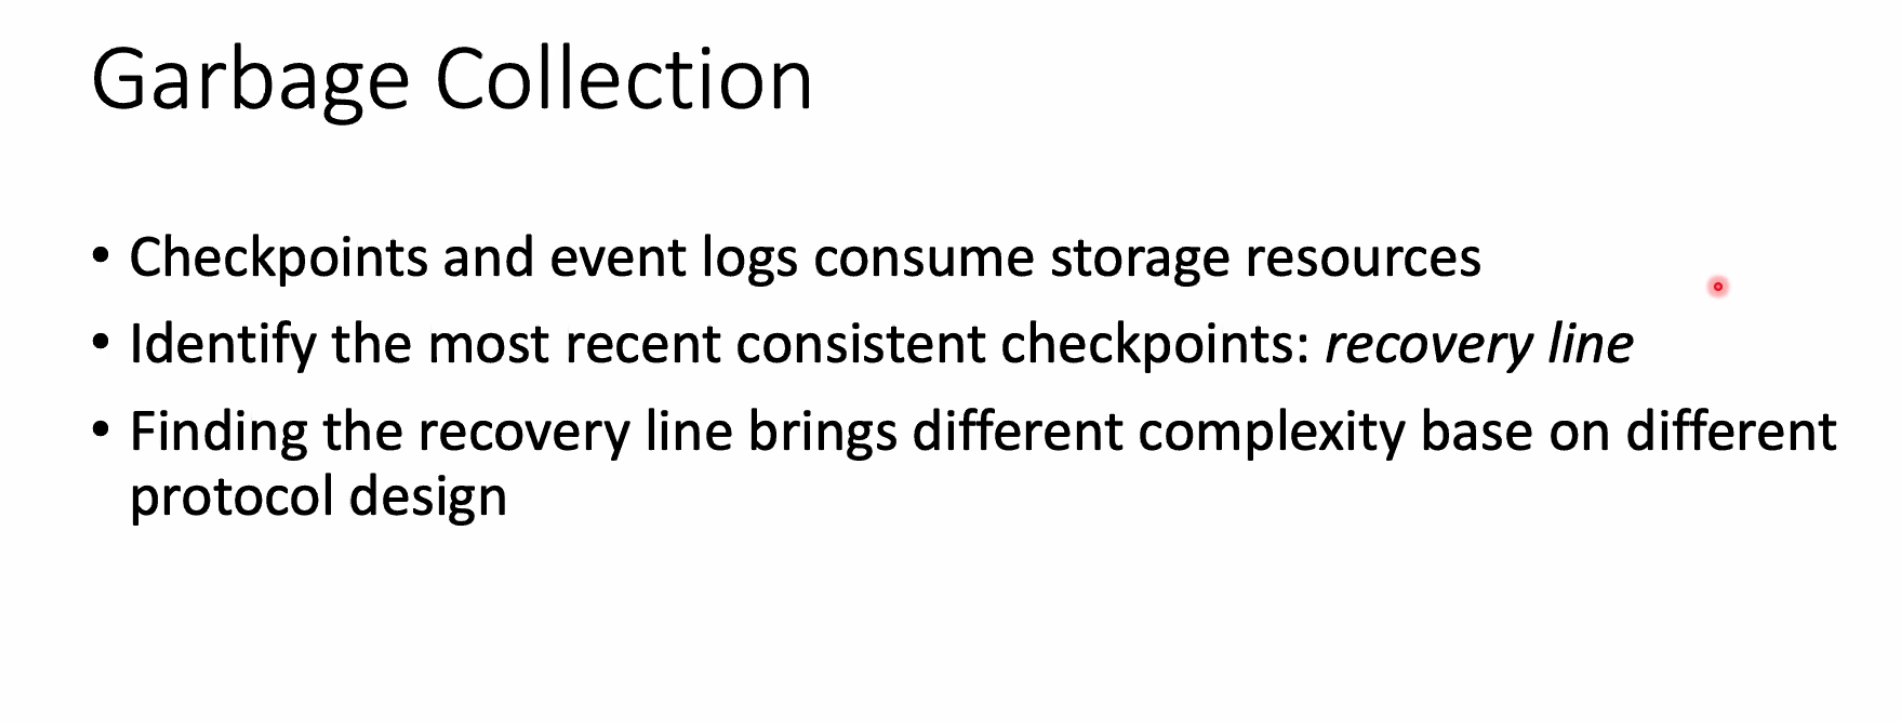 Garbage Collection
• Checkpoints and event logs consume storage resources
• Identify the most recent consistent checkpoints: recovery line
• Finding the recovery line brings different complexity base on different
protocol design